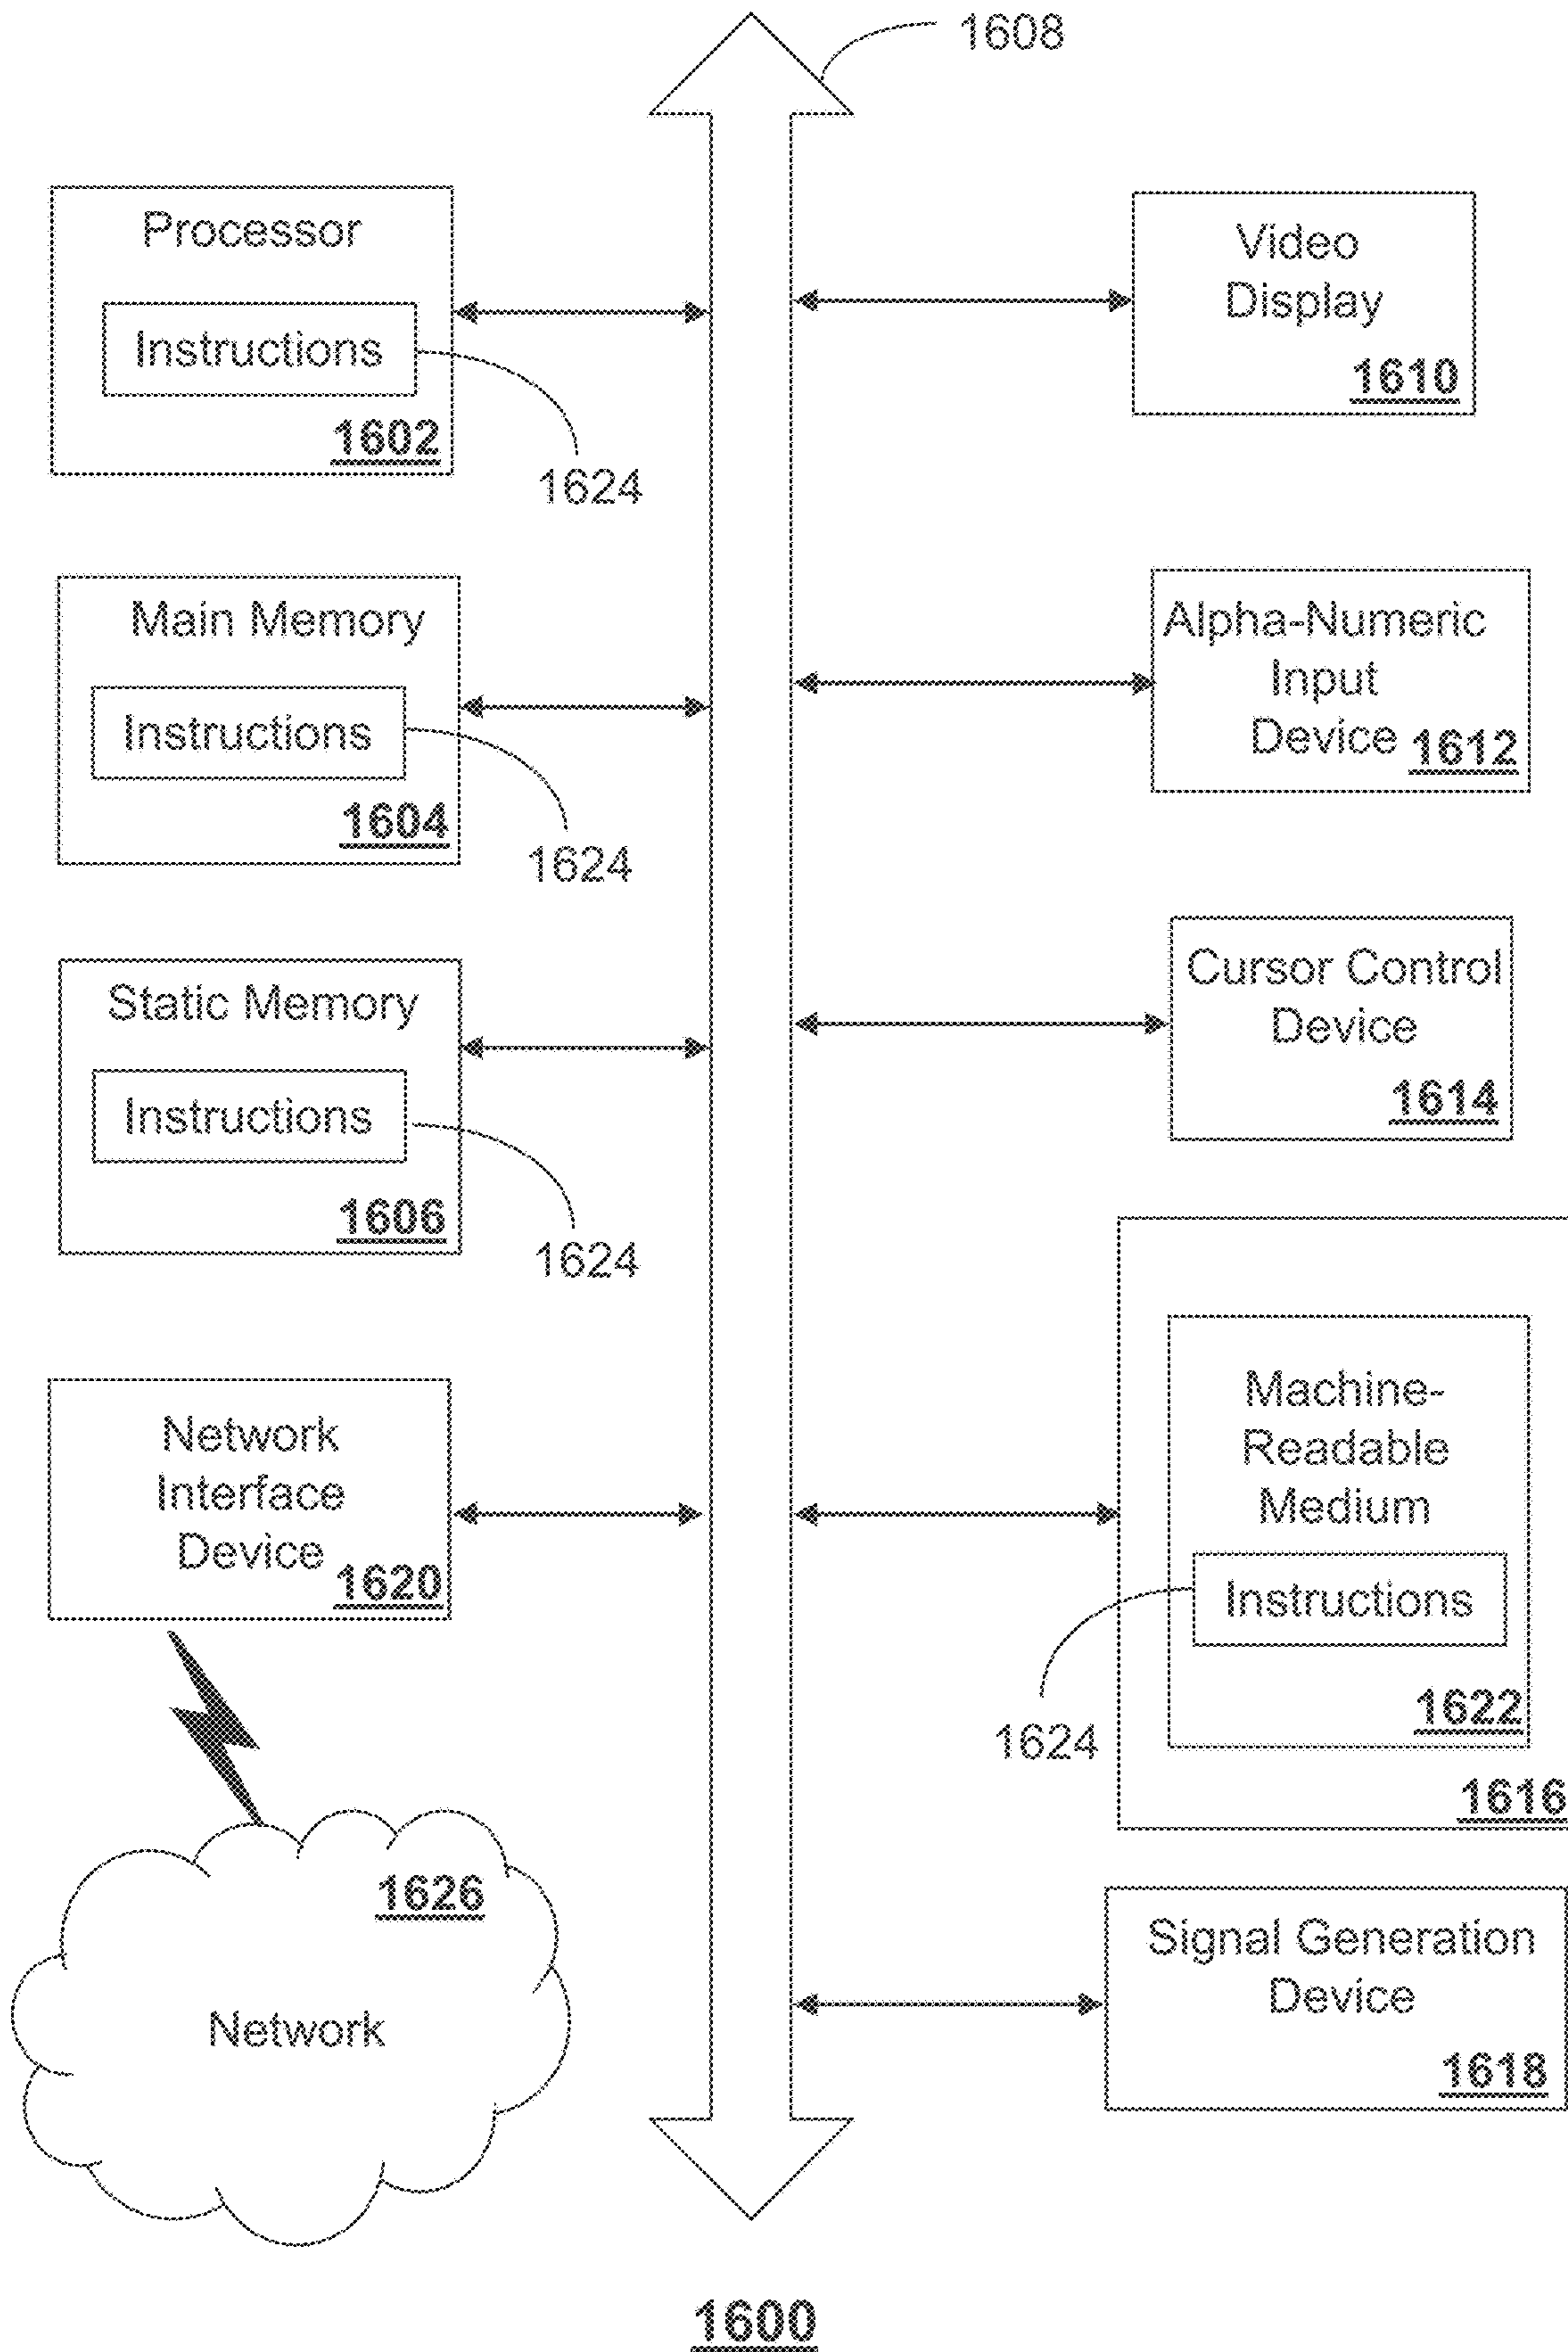 1608
Processor
Instructions
1602
1624
Main Memory
Instructions
1604
1624
Static Memory
Instructions
1606
1624
Network
Interface
Device
1620
1626
Network
Video
Display
1610
Alpha-Numeric
Input
Device
1612
Cursor Control
Device
1614
Machine-
Readable
Medium
Instructions
1624
1622
1616
Signal Generation
Device
1618
1600